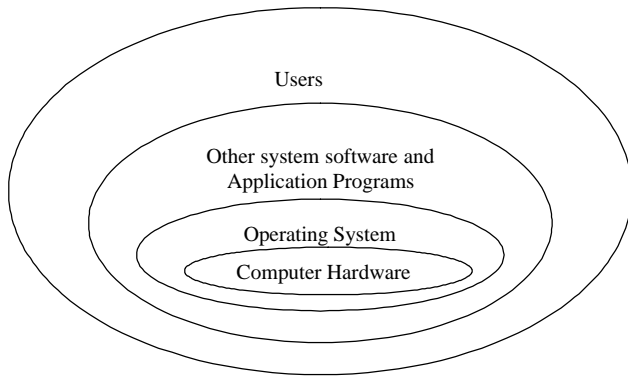 Users
Other system software and
Application Programs
Operating System
Computer Hardware